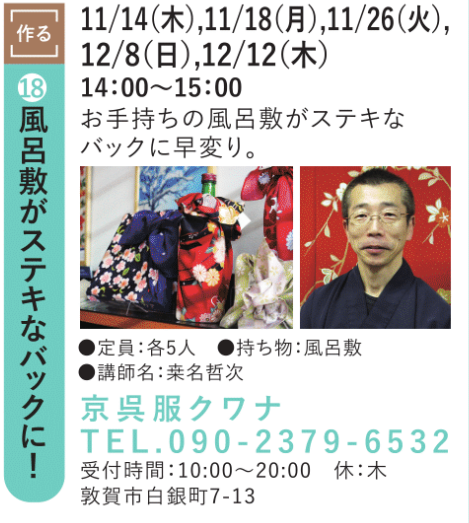 作る
⑱風呂敷がステキなバックに！
11/14(木),11/18(月),11/26(火),
12/8(日),12/12(木)
14：00〜15：00
お手持ちの風呂敷がステキな
バックに早変り。
●定員：各5人　●持ち物：風呂敷
●講師名：桒名哲次
京呉服クワナ
TEL.090-2379-6532
受付時間：10:00〜20:00　休：木
敦賀市白銀町7-13